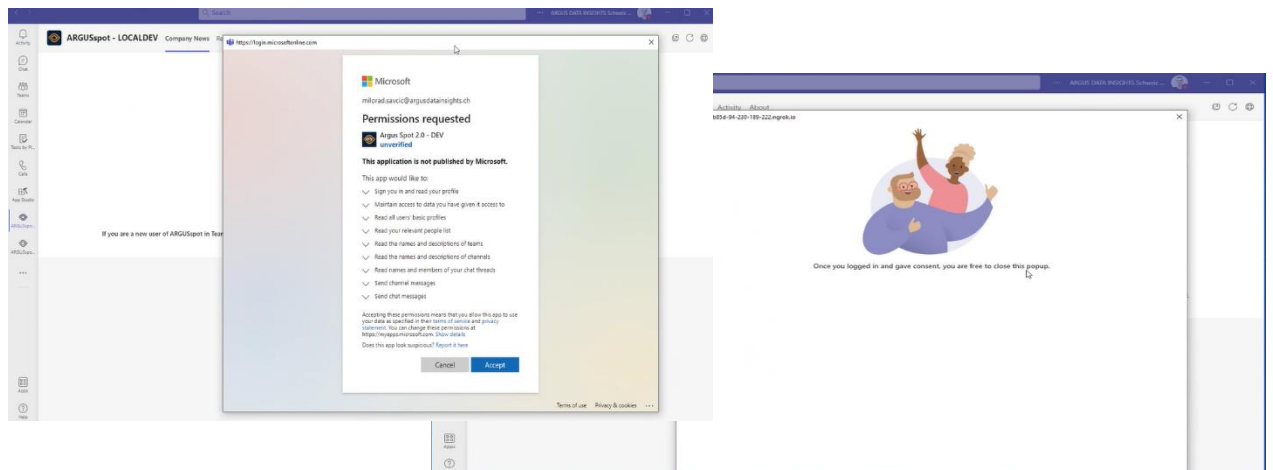 Search
ARGUS DATA INSIGHTS Schweiz ...
ARGUSspot - LOCALDEV
Company News
https://login.microsoftonline.com
Activity
Chat
Teams
Calendar
Calls
App Studio
If you are a new user of ARGUSspot in Tear
Apps
Help
Microsoft
milorad.savcic@argusdatainsights.ch
Permissions requested
Argus Spot 2.0 - DEV
unverified
This application is not published by Microsoft.
This app would like to:
Sign you in and read your profile
Maintain access to data you have given it access to
Read all users' basic profiles
Read your relevant people list
Read the names and descriptions of teams
Read the names and descriptions of channels
Read names and members of your chat threads
Send channel messages
Send chat messages
Accepting these permissions means that you allow this app to use
your data as specified in their terms of service and privacy
statement. You can change these permissions at
https://myapps.microsoft.com. Show details
Does this app look suspicious? Report it here
Cancel
Accept
Terms of use
Privacy & cookies
ARGUS DATA INSIGHTS Schweiz ...
Activity
About
Once you logged in and gave consent, you are free to close this popup.
Apps